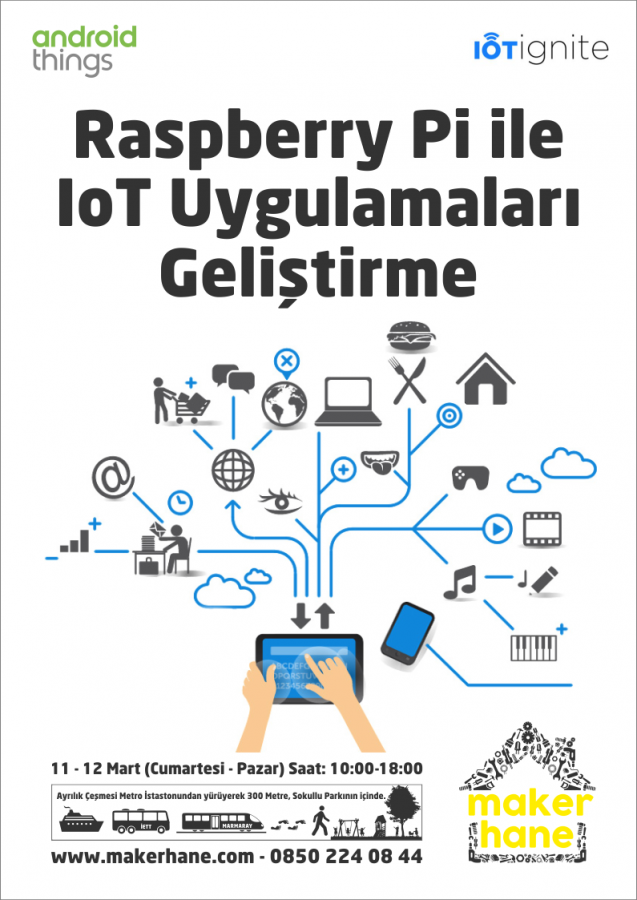 android
things
IOTignite
Raspberry Pi ile
IoT Uygulamaları
Geliştirme
@
ABCDEFG
11 - 12 Mart (Cumartesi - Pazar) Saat: 10:00-18:00
Ayrılık Çeşmesi Metro İstastonundan yürüyerek 300 Metre, Sokullu Parkının içinde.
İETT
MARMARAY
www.makerhane.com - 0850 224 08 44
maker
hane